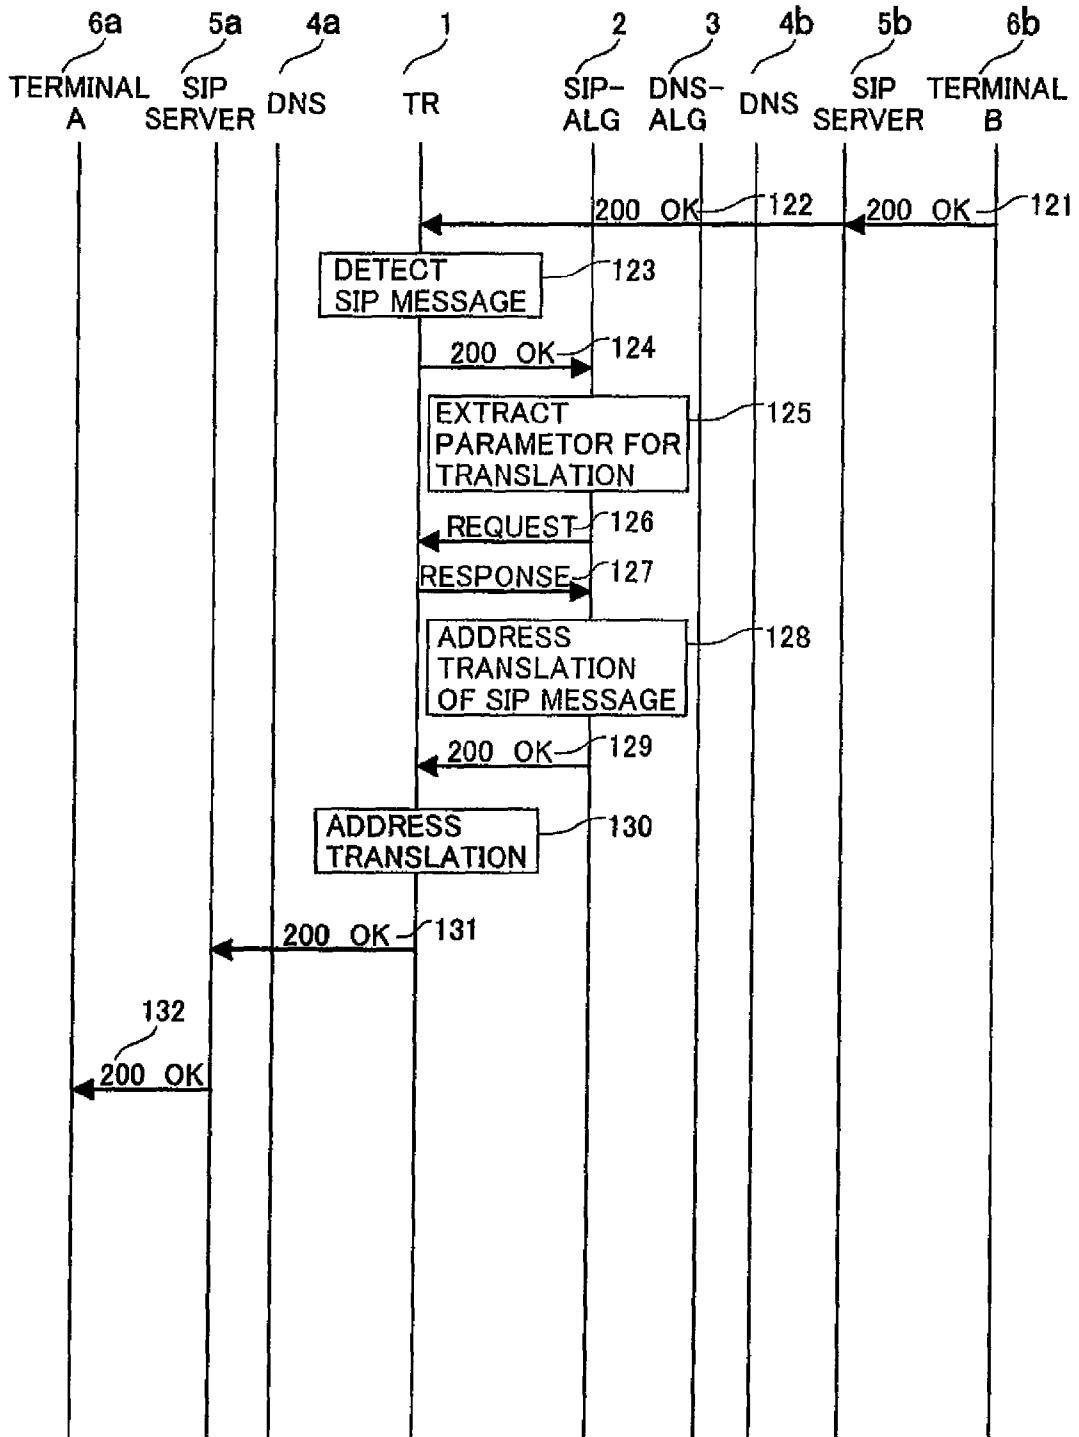 6a 5a 4a 1 2 3 4b 5b 6b
TERMINAL A
SIP SERVER
DNS
TR
SIP-ALG
DNS-ALG
DNS
SIP SERVER
TERMINAL B
200 OK 122
200 OK 121
DETECT
SIP MESSAGE
123
200 OK 124
EXTRACT
PARAMETOR FOR
TRANSLATION
125
REQUEST 126
RESPONSE 127
ADDRESS
TRANSLATION
OF SIP MESSAGE
128
200 OK 129
ADDRESS
TRANSLATION
130
200 OK 131
132
200 OK